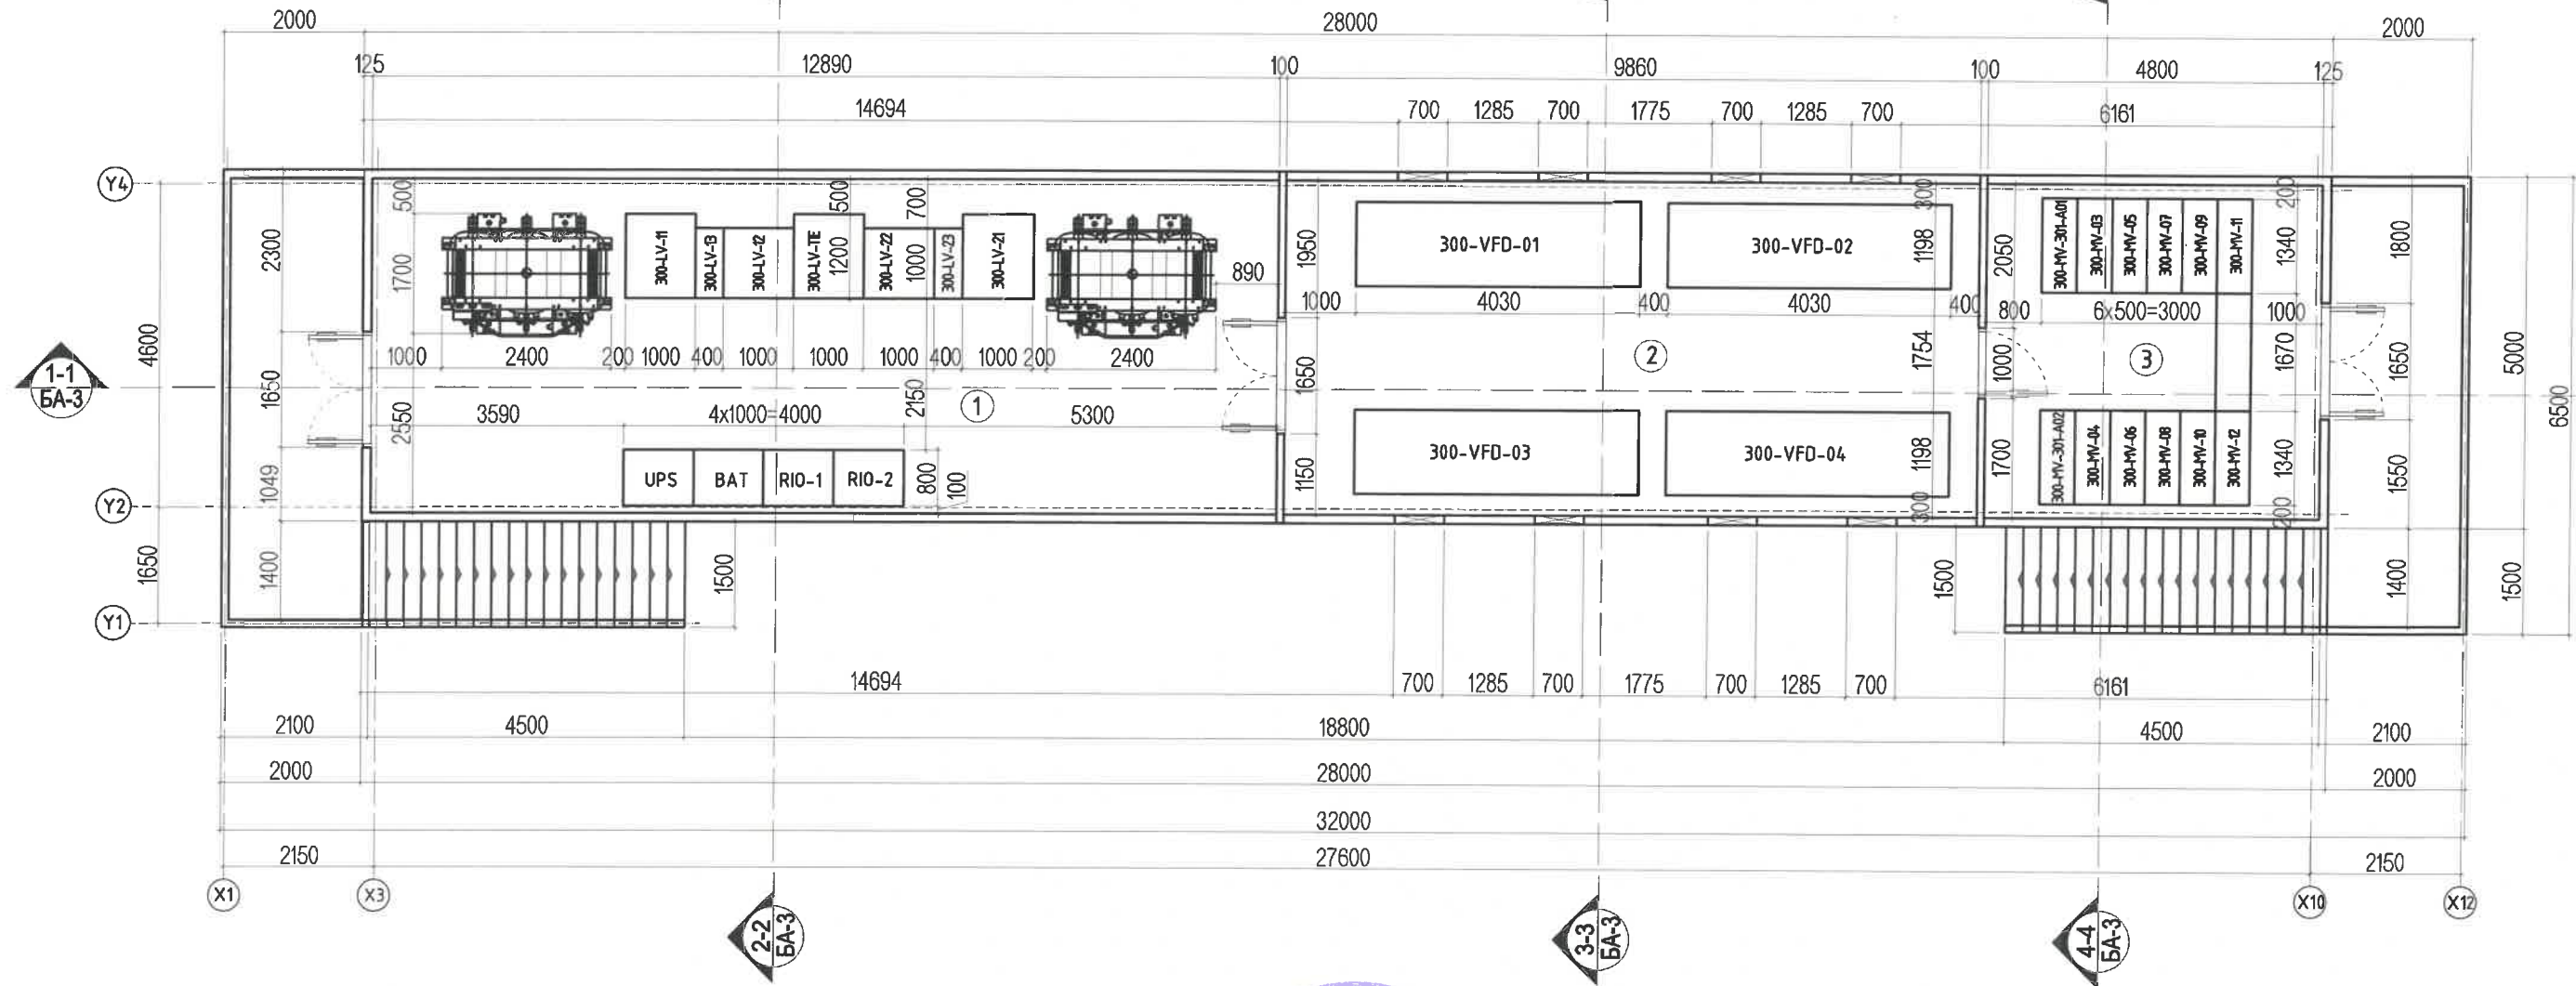 2000 28000 2000
125 12890 100 9860 100 4800 125
14694 700 1285 700 1775 700 1285 700 6161
Y4
500 500 700 300 200
2300 1700 300-LV-11 300-LV-13 300-LV-12 300-LV-TE 1200 300-LV-22 1000 300-LV-23 300-LV-21 890
1950 300-VFD-01 300-VFD-02 1198 2050
300-MV-301-A01 300-MV-03 300-MV-05 300-MV-07 300-MV-09 300-MV-11 1340 1800
1000 4030 400 4030 400 800 6x500=3000 1000
4600 1000 2400 200 1000 400 1000 1000 1000 400 1000 200 2400
1-1
БА-3
1650 1650 2 1754 1000 3 1670 1650 5000
2550 3590 4x1000=4000 2150 1 5300 6500
300-VFD-03 300-VFD-04 1198 1700
300-MV-301-A02 300-MV-04 300-MV-06 300-MV-08 300-MV-10 300-MV-12 1340 1550
1049 UPS BAT RIO-1 RIO-2 800 100 1150
Y2
300 200
1650 1400 1500 1500 1400 1500
Y1
14694 700 1285 700 1775 700 1285 700 6161
2100 4500 18800 4500 2100
2000 28000 2000
32000
2150 27600 2150
X1 X3 X10 X12
2-2
БА-3
3-3
БА-3
4-4
БА-3